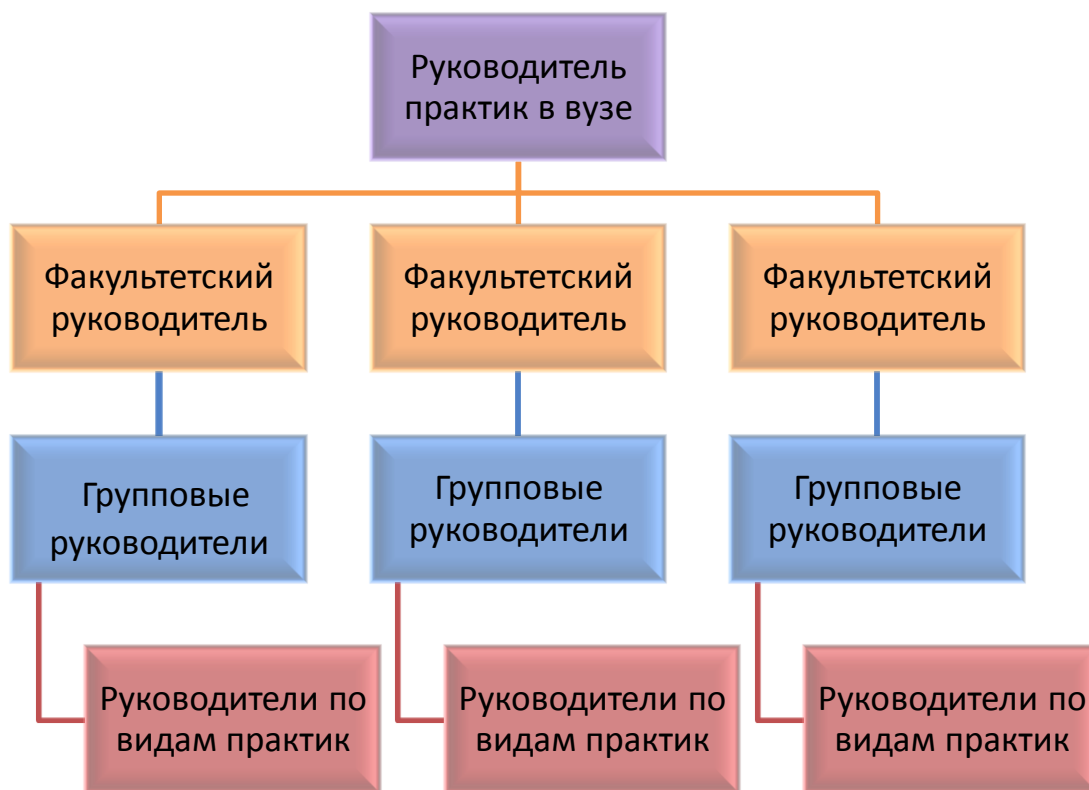 Руководитель
практик в вузе
Факультетский
руководитель
Факультетский
руководитель
Факультетский
руководитель
Групповые
руководители
Групповые
руководители
Групповые
руководители
Руководители по
видам практик
Руководители по
видам практик
Руководители по
видам практик